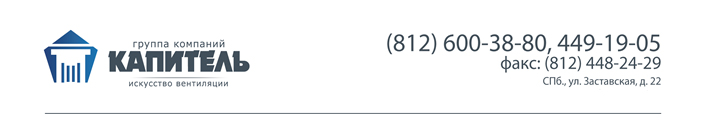 группа компаний
КАПИТЕЛЬ
искусство вентиляции
(812) 600-38-80, 449-19-05
факс: (812) 448-24-29
СПб., ул. Заставская, д. 22